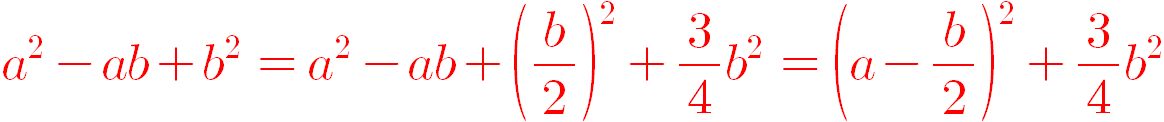 a² − ab + b² = a² − ab + (b/2)² + 3/4 b² = (a − b/2)² + 3/4 b²